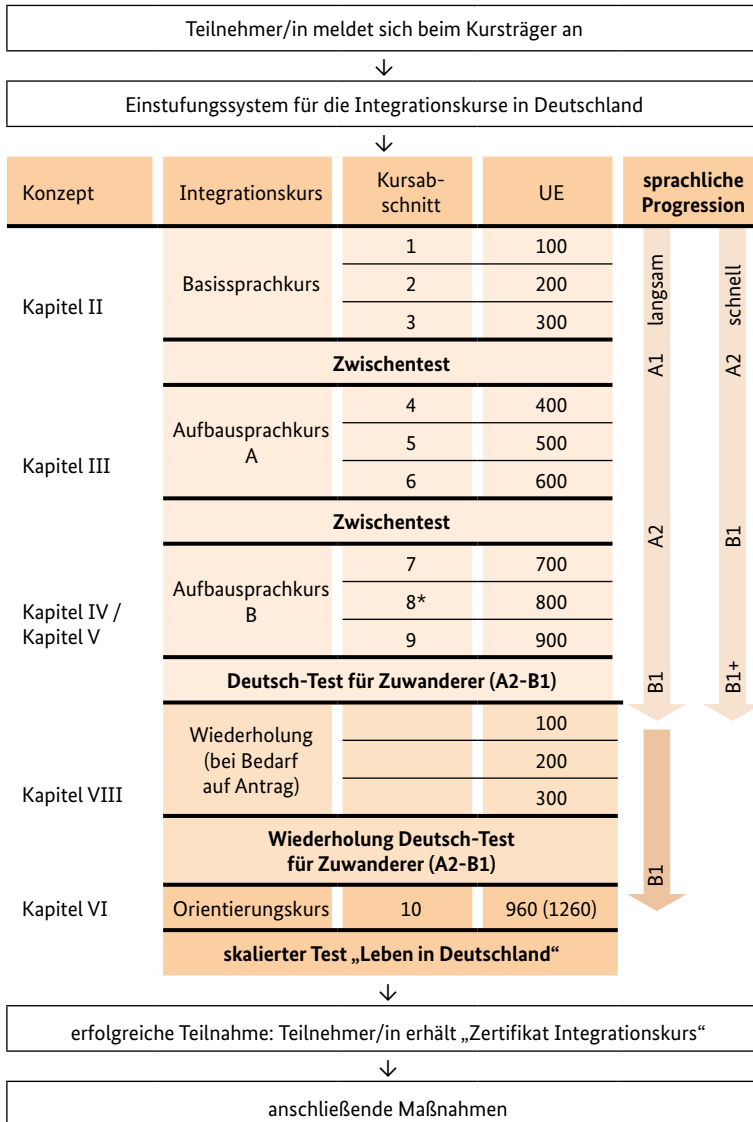 Teilnehmer/in meldet sich beim Kursträger an
↓
Einstufungssystem für die Integrationskurse in Deutschland
↓
Konzept Integrationskurs Kursab-
schnitt UE sprachliche
Progression
Kapitel II Basissprachkurs
1 100
2 200
3 300
langsam
schnell
Zwischentest
A1
A2
Kapitel III Aufbausprachkurs
A
4 400
5 500
6 600
Zwischentest
A2
B1
Kapitel IV /
Kapitel V
Aufbausprachkurs
B
7 700
8* 800
9 900
Deutsch-Test für Zuwanderer (A2-B1)
B1
B1+
Kapitel VIII
Wiederholung
(bei Bedarf
auf Antrag)
100
200
300
Wiederholung Deutsch-Test
für Zuwanderer (A2-B1)
B1
Kapitel VI Orientierungskurs 10 960 (1260)
skalierter Test „Leben in Deutschland“
↓
erfolgreiche Teilnahme: Teilnehmer/in erhält „Zertifikat Integrationskurs“
↓
anschließende Maßnahmen